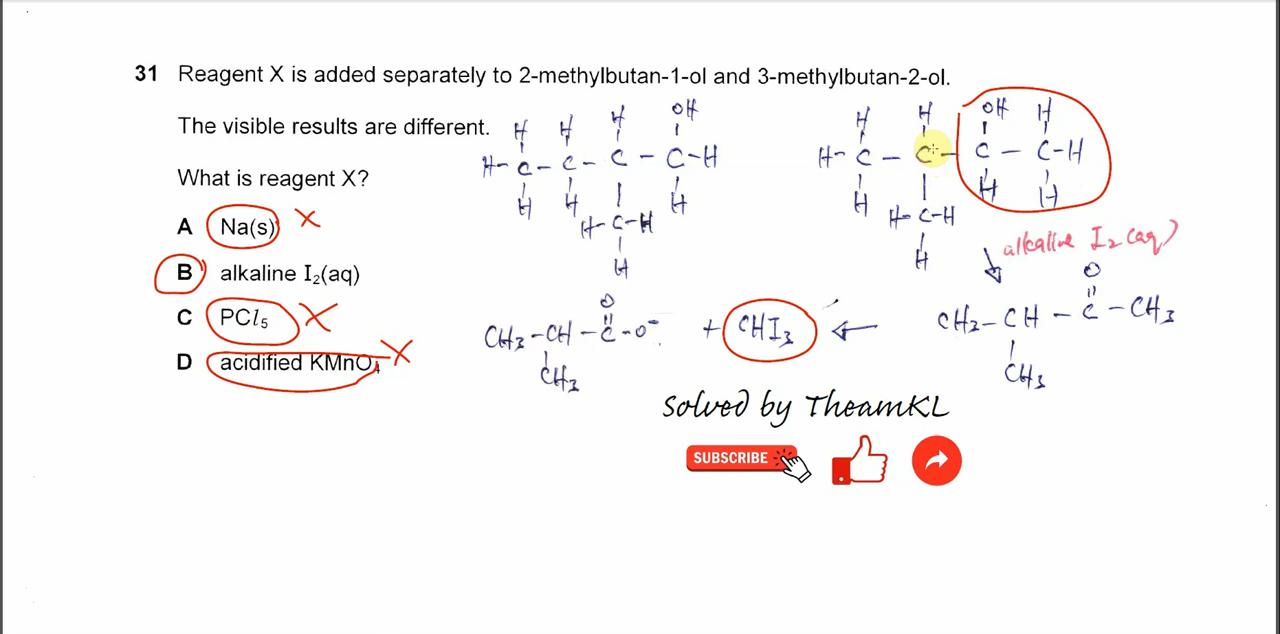 31 Reagent X is added separately to 2-methylbutan-1-ol and 3-methylbutan-2-ol.
The visible results are different.
What is reagent X?
A Na(s) X
B alkaline I₂(aq)
C PCl₅ X
D acidified KMnO₄ X
H H H OH
H- C - C - C - C-H
H H H
H- C-H
H
H H OH H
H- C - C - C - C-H
H H H
H- C-H
H
alkaline I₂(aq)
O
CH₃-CH - C -CH₃
CH₃
O
CH₃-CH-C-O⁻ + CHI₃ ←
CH₃
Solved by TheamKL
SUBSCRIBE